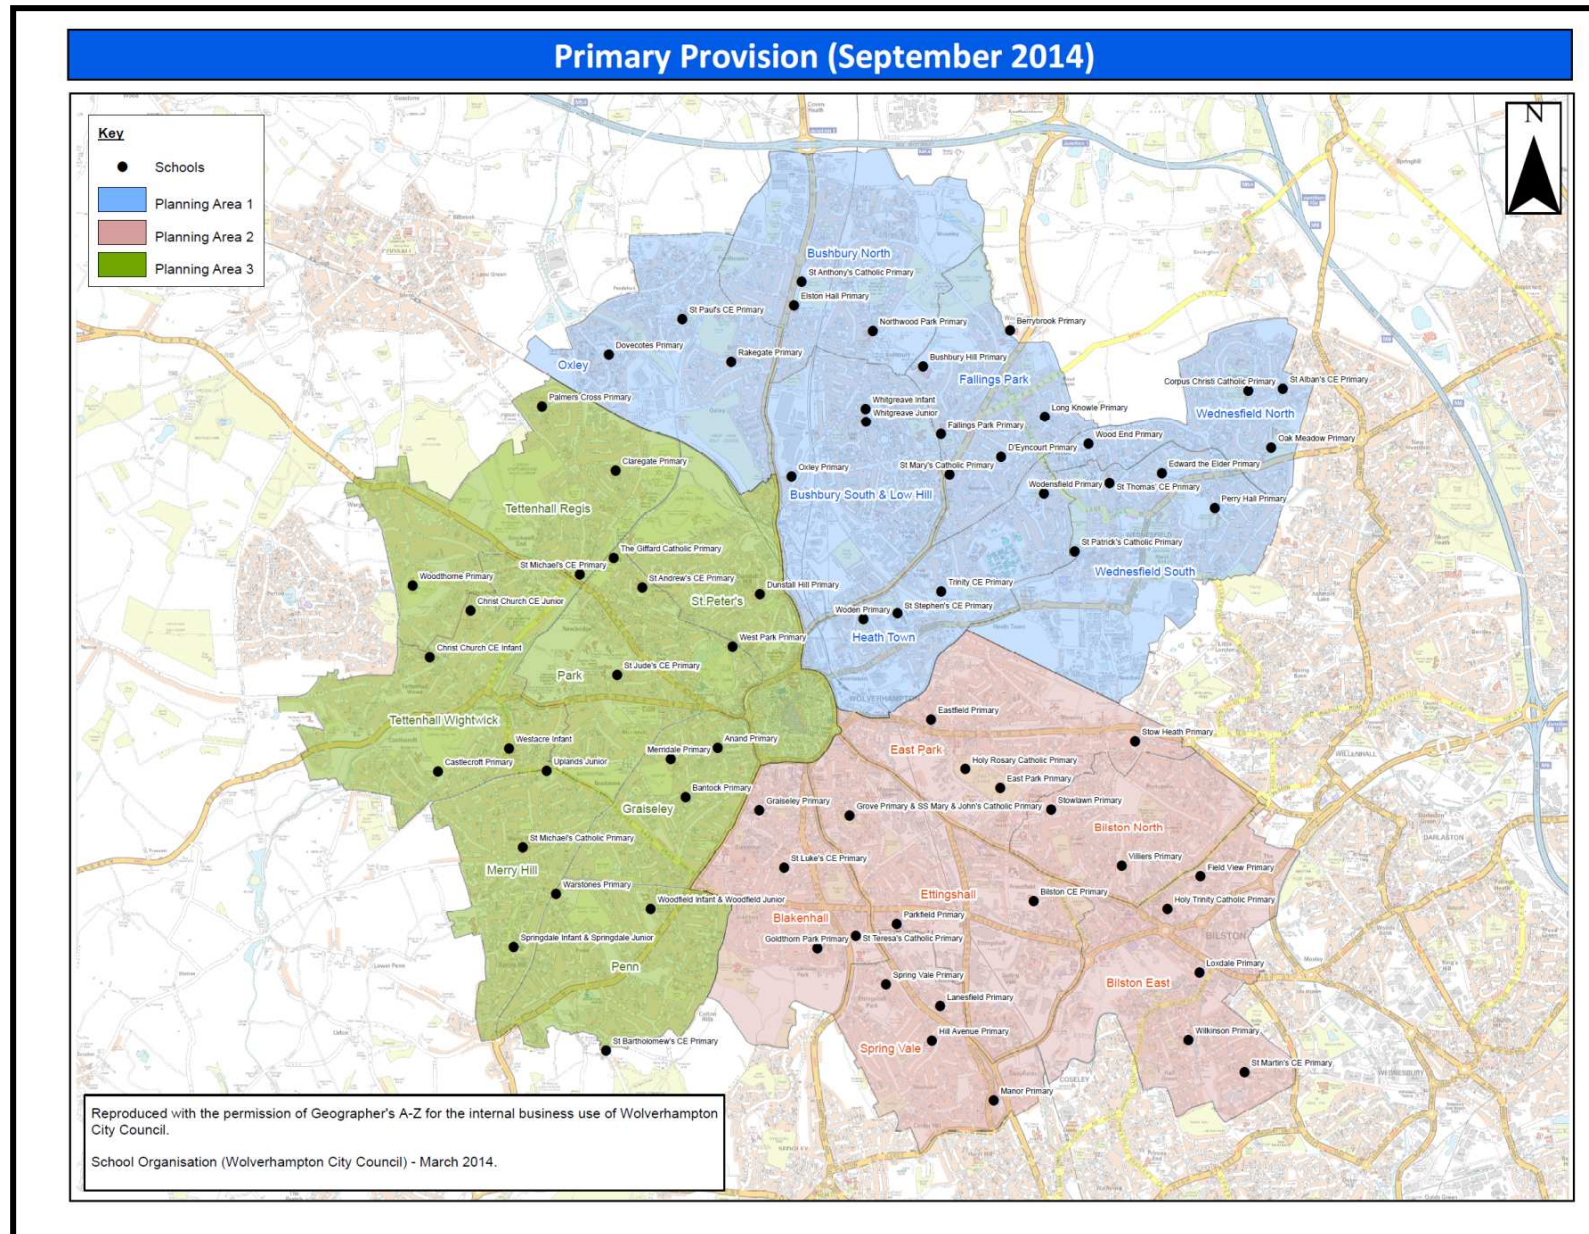 Primary Provision (September 2014)
Key
Schools
Planning Area 1
Planning Area 2
Planning Area 3
N
Bushbury North
St Anthony's Catholic Primary
Elston Hall Primary
St Paul's CE Primary
Northwood Park Primary
Berrybrook Primary
Dovecotes Primary
Rakegate Primary
Oxley
Bushbury Hill Primary
Fallings Park
Corpus Christi Catholic Primary
St Alban's CE Primary
Palmers Cross Primary
Whitgreave Infant
Whitgreave Junior
Long Knowle Primary
Wednesfield North
Fallings Park Primary
Wood End Primary
Oak Meadow Primary
D'Eyncourt Primary
Claregate Primary
Oxley Primary
St Mary's Catholic Primary
Edward the Elder Primary
Wodensfield Primary
St Thomas' CE Primary
Bushbury South & Low Hill
Perry Hall Primary
Tettenhall Regis
St Patrick's Catholic Primary
The Giffard Catholic Primary
St Michael's CE Primary
Wednesfield South
Woodthorne Primary
St Andrew's CE Primary
Dunstall Hill Primary
Trinity CE Primary
St.Peter's
Christ Church CE Junior
Woden Primary
St Stephen's CE Primary
Heath Town
West Park Primary
Christ Church CE Infant
St Jude's CE Primary
Park
WOLVERHAMPTON
Eastfield Primary
Tettenhall Wightwick
Westacre Infant
Anand Primary
East Park
Stow Heath Primary
Merridale Primary
Castlecroft Primary
Uplands Junior
Holy Rosary Catholic Primary
East Park Primary
Bantock Primary
Graiseley
Graiseley Primary
Grove Primary & SS Mary & John's Catholic Primary
Stowlawn Primary
Bilston North
St Michael's Catholic Primary
St Luke's CE Primary
Villiers Primary
Field View Primary
Merry Hill
Warstones Primary
Ettingshall
Bilston CE Primary
Woodfield Infant & Woodfield Junior
Holy Trinity Catholic Primary
Blakenhall
Parkfield Primary
Springdale Infant & Springdale Junior
Goldthorn Park Primary
St Teresa's Catholic Primary
BILSTON
Penn
Loxdale Primary
Spring Vale Primary
Bilston East
Lanesfield Primary
Hill Avenue Primary
Wilkinson Primary
Spring Vale
St Bartholomew's CE Primary
St Martin's CE Primary
COSELEY
WEDNESBURY
DARLASTON
WILLENHALL
Manor Primary
Reproduced with the permission of Geographer's A-Z for the internal business use of Wolverhampton
City Council.
School Organisation (Wolverhampton City Council) - March 2014.